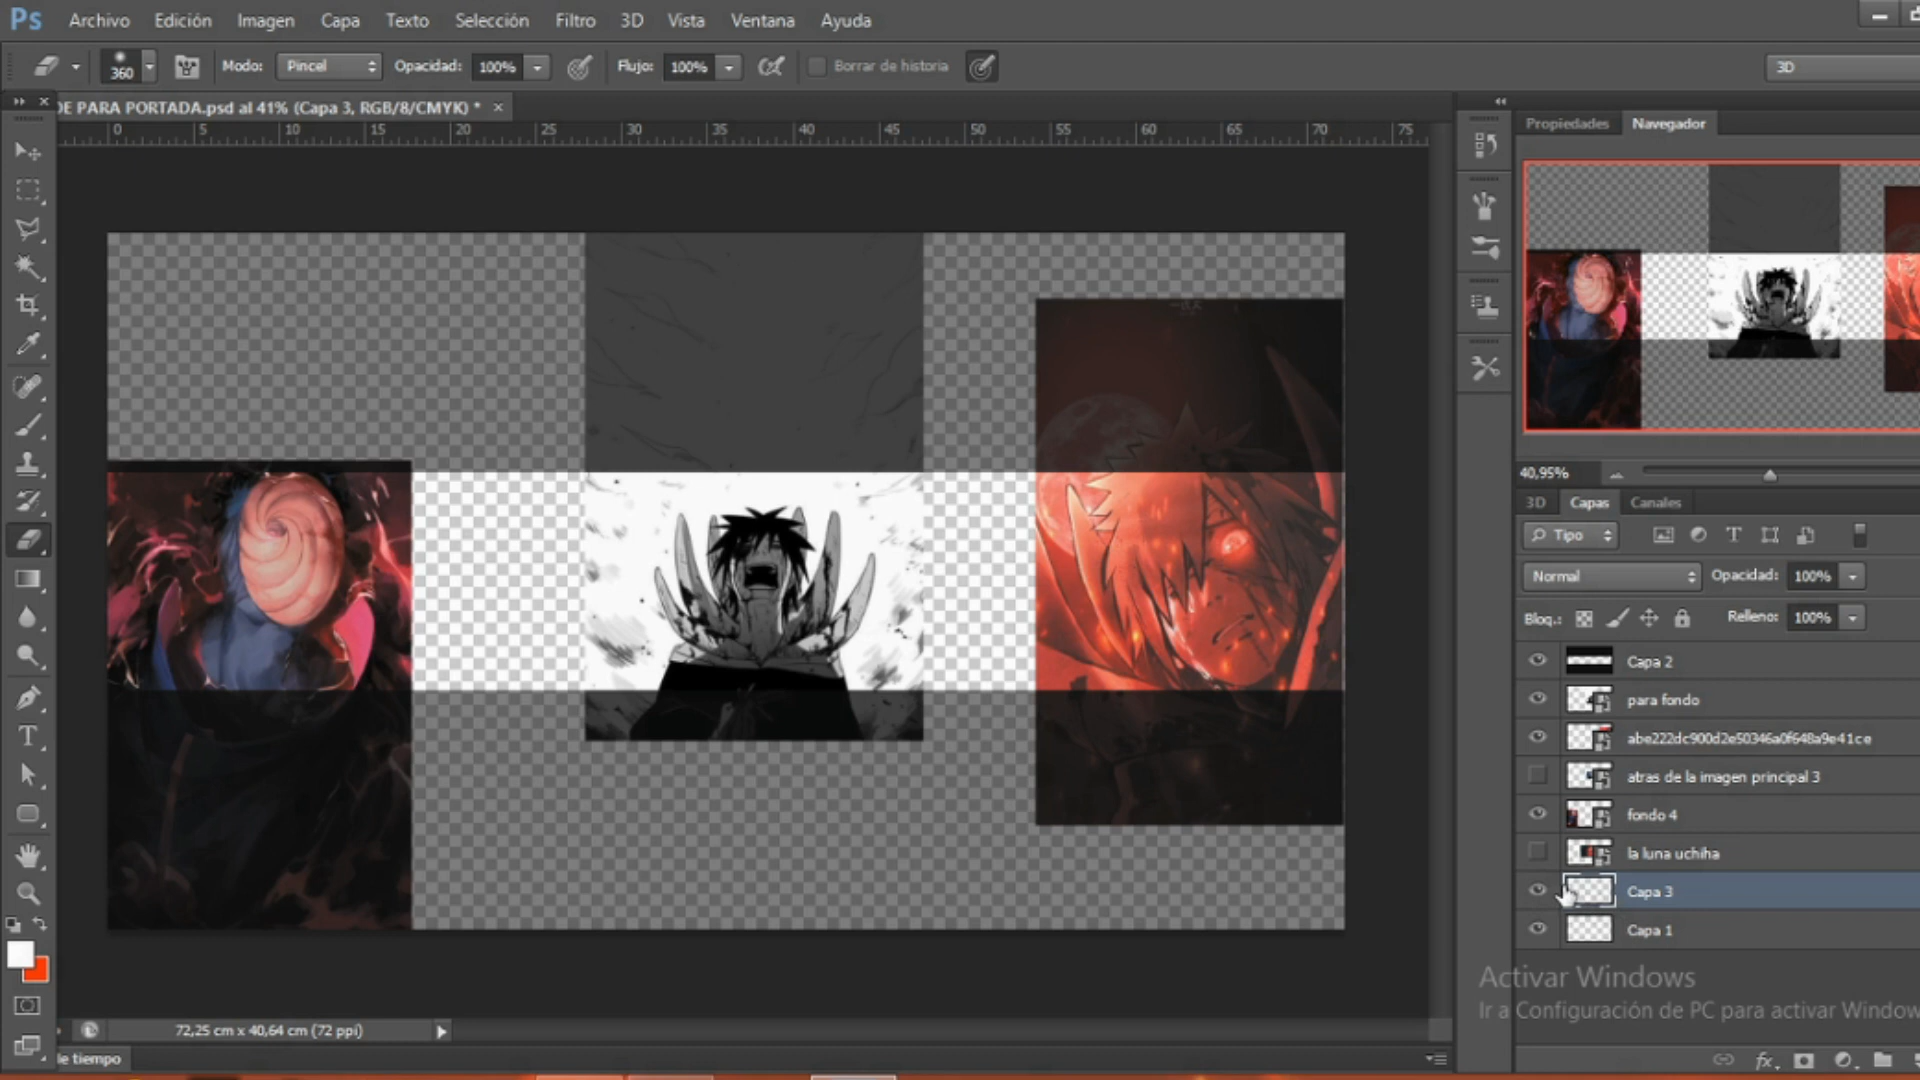 Ps Archivo Edición Imagen Capa Texto Selección Filtro 3D Vista Ventana Ayuda
360 Modo: Pincel Opacidad: 100% Flujo: 100% Borrar de historia 3D
DE PARA PORTADA.psd al 41% (Capa 3, RGB/8/CMYK) * ×
0 5 10 15 20 25 30 35 40 45 50 55 60 65 70 75
Propiedades Navegador
40,95%
3D Capas Canales
Tipo
Normal Opacidad: 100%
Bloq.: Relleno: 100%
Capa 2
para fondo
abe222dc900d2e50346a0f648a9e41ce
atras de la imagen principal 3
fondo 4
la luna uchiha
Capa 3
Capa 1
Activar Windows
Ir a Configuración de PC para activar Window
72,25 cm x 40,64 cm (72 ppi)
le tiempo
fx